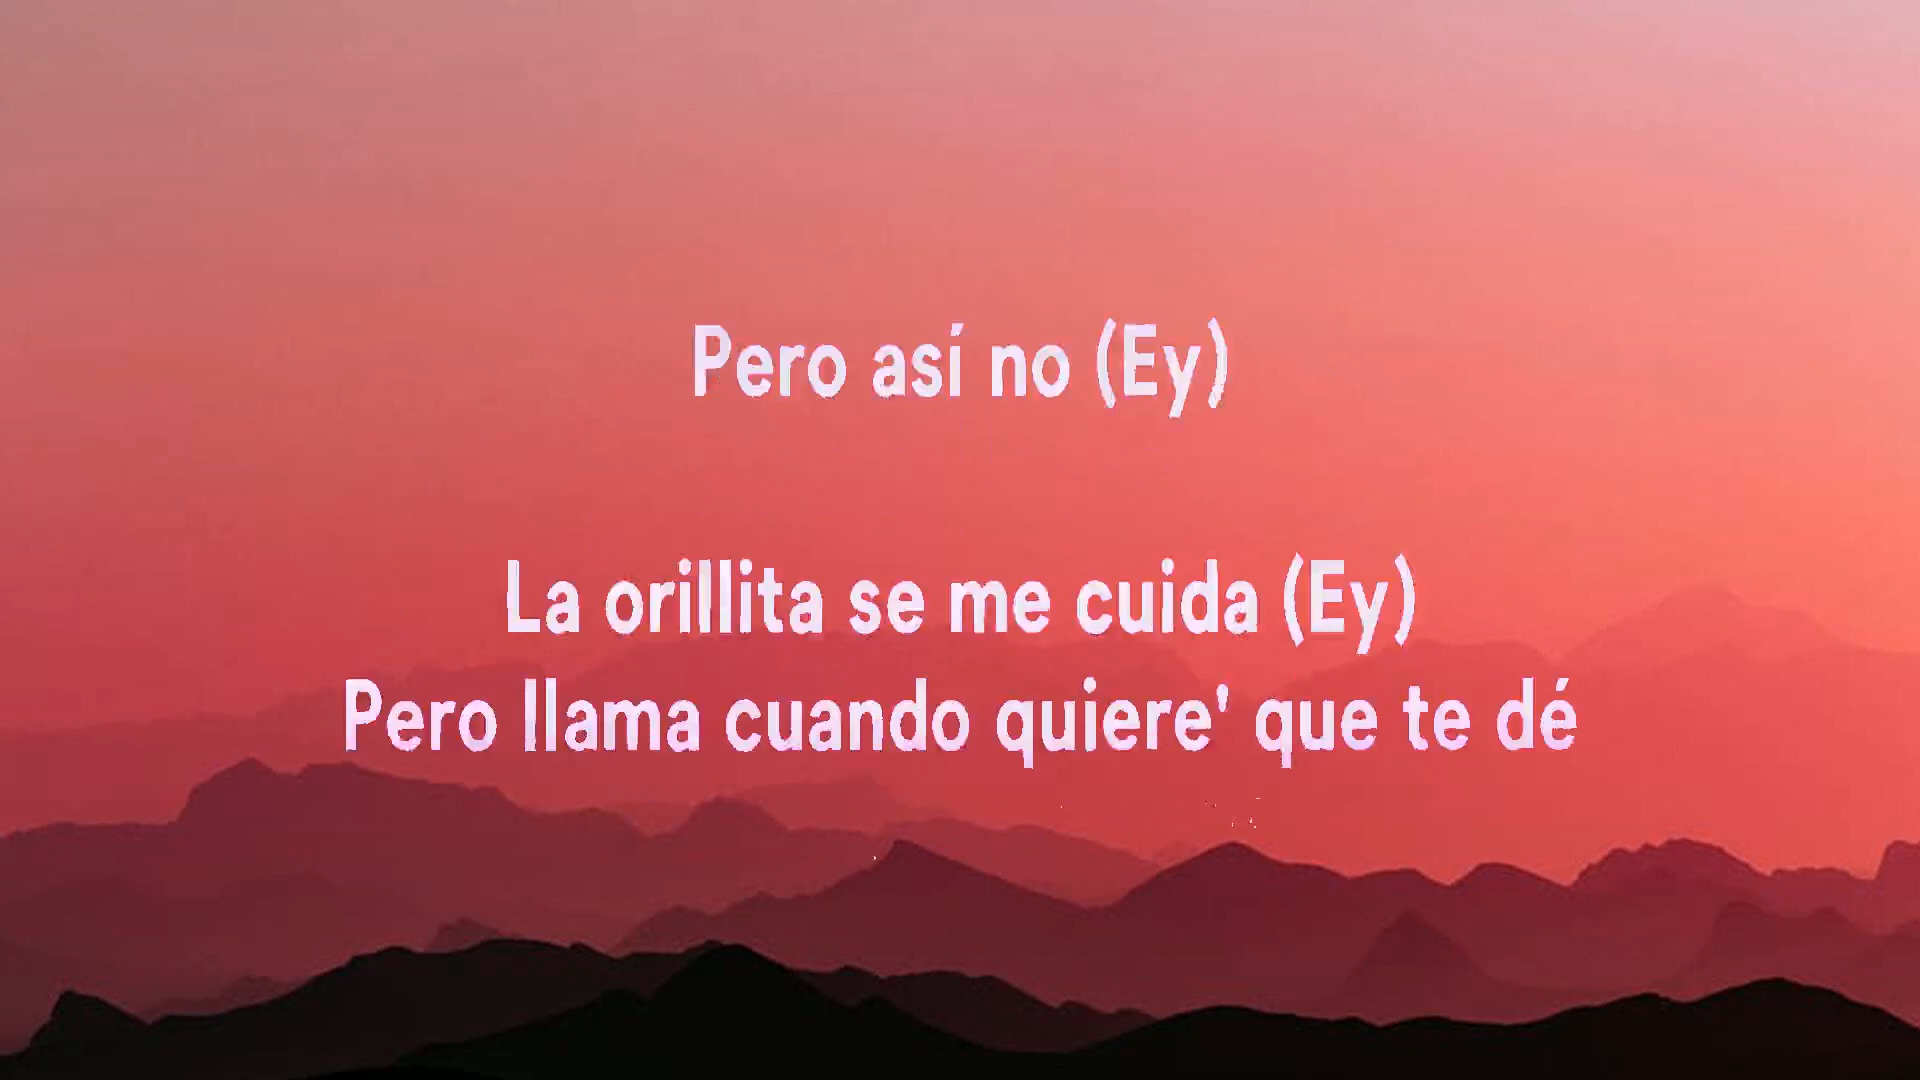 Pero así no (Ey)
La orillita se me cuida (Ey)
Pero llama cuando quiere' que te dé